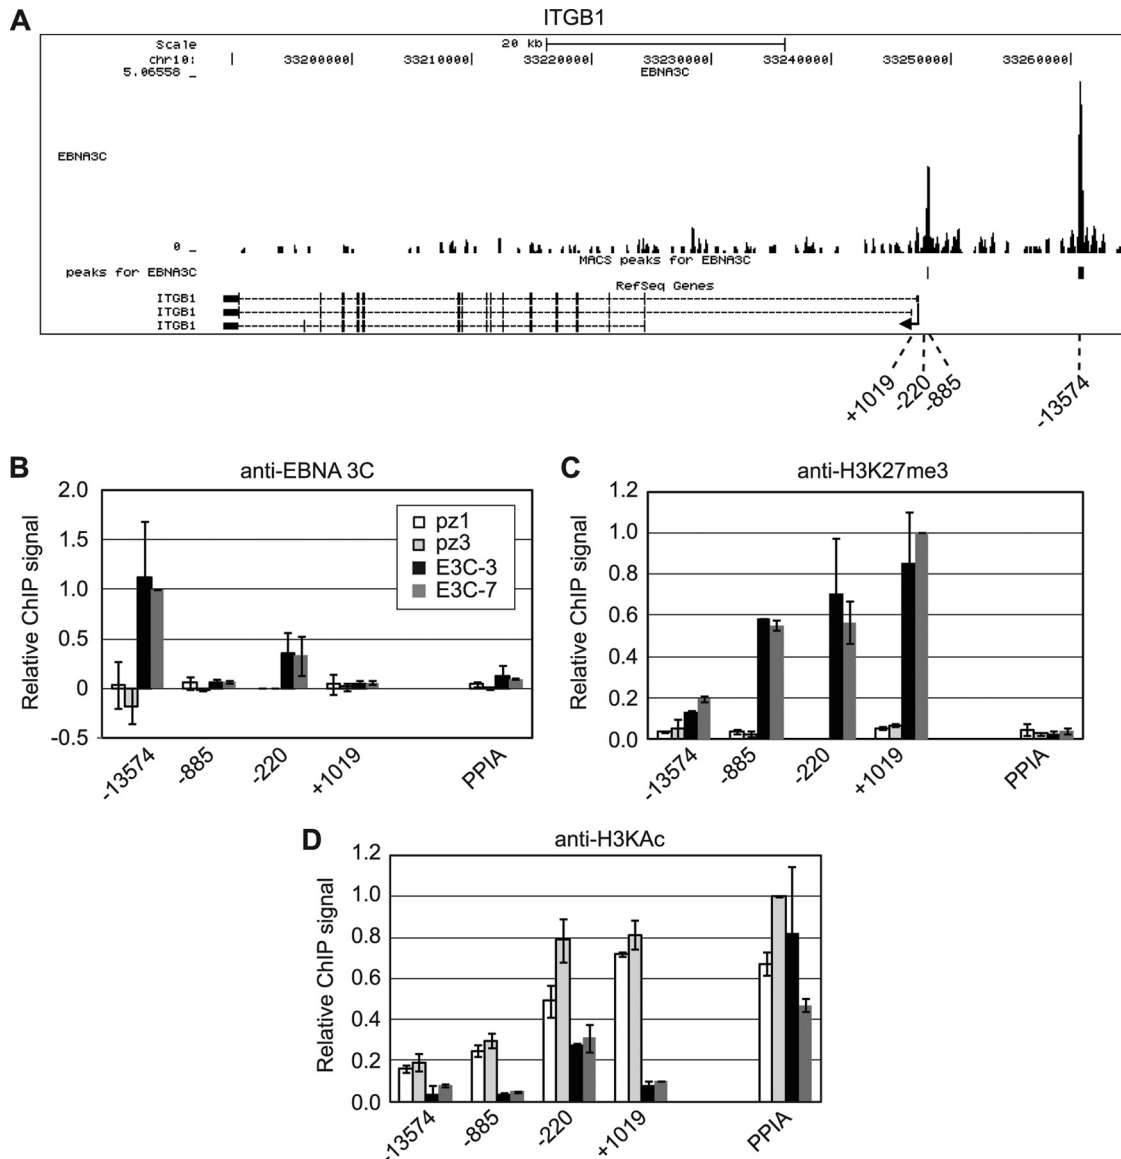 A
ITGB1
Scale
20 kb
chr10:
33200000
33210000
33220000
33230000
33240000
33250000
33260000
5.06558 _
EBNA3C
EBNA3C
0 _
MACS peaks for EBNA3C
peaks for EBNA3C
RefSeq Genes
ITGB1
ITGB1
ITGB1
+1019
-220
-885
-13574
B
anti-EBNA 3C
Relative ChIP signal
2.0
1.5
1.0
0.5
0
-0.5
pz1
pz3
E3C-3
E3C-7
-13574
-885
-220
+1019
PPIA
C
anti-H3K27me3
Relative ChIP signal
1.2
1.0
0.8
0.6
0.4
0.2
0.0
-13574
-885
-220
+1019
PPIA
D
anti-H3KAc
Relative ChIP signal
1.2
1.0
0.8
0.6
0.4
0.2
0.0
-13574
-885
-220
+1019
PPIA